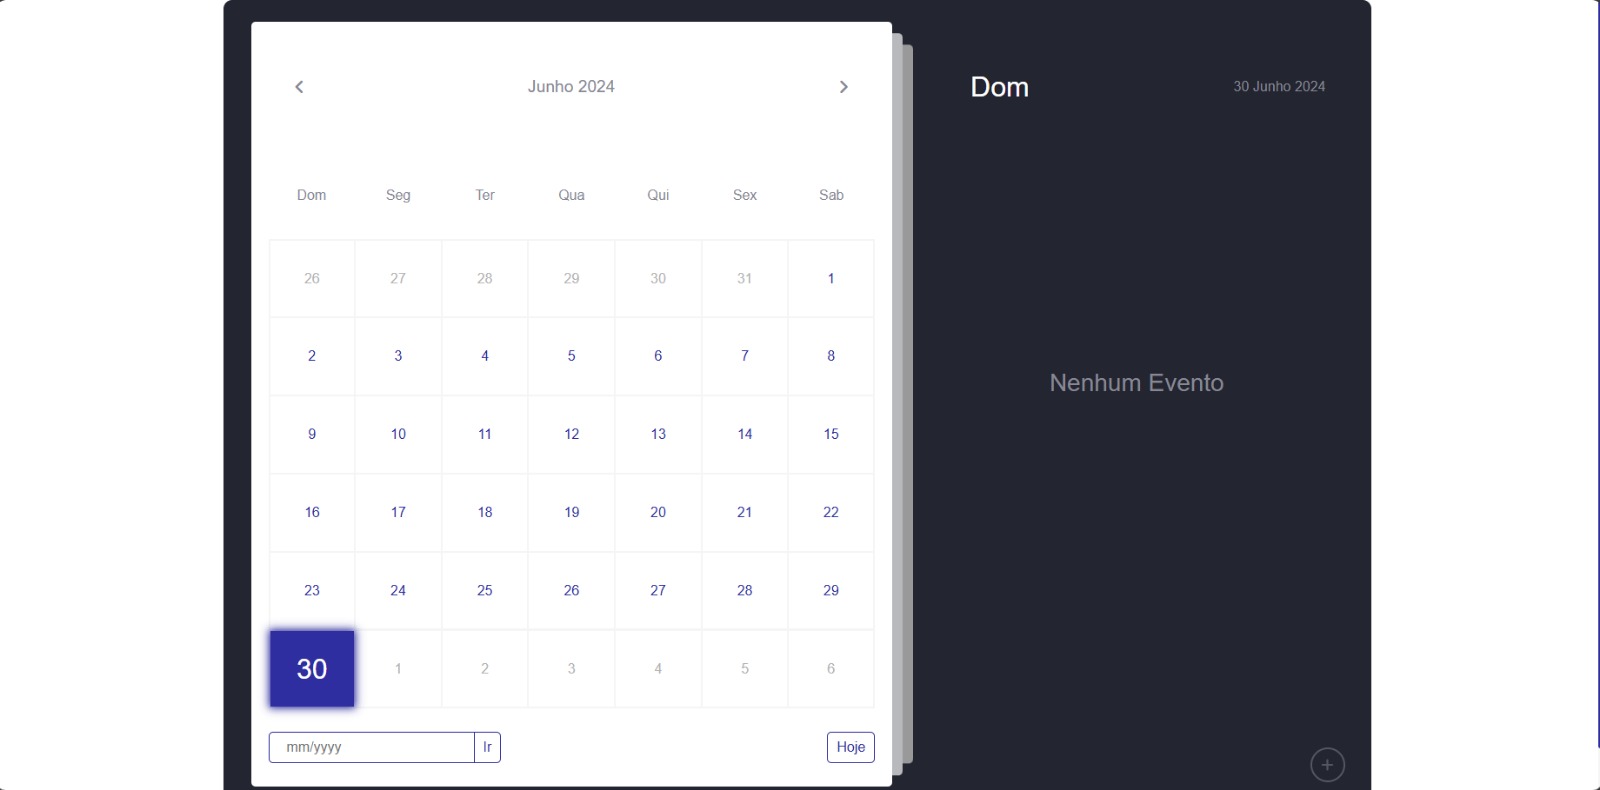 Junho 2024
Dom Seg Ter Qua Qui Sex Sab
26 27 28 29 30 31 1
2 3 4 5 6 7 8
9 10 11 12 13 14 15
16 17 18 19 20 21 22
23 24 25 26 27 28 29
30 1 2 3 4 5 6
mm/yyyy Ir Hoje
Dom 30 Junho 2024
Nenhum Evento
+